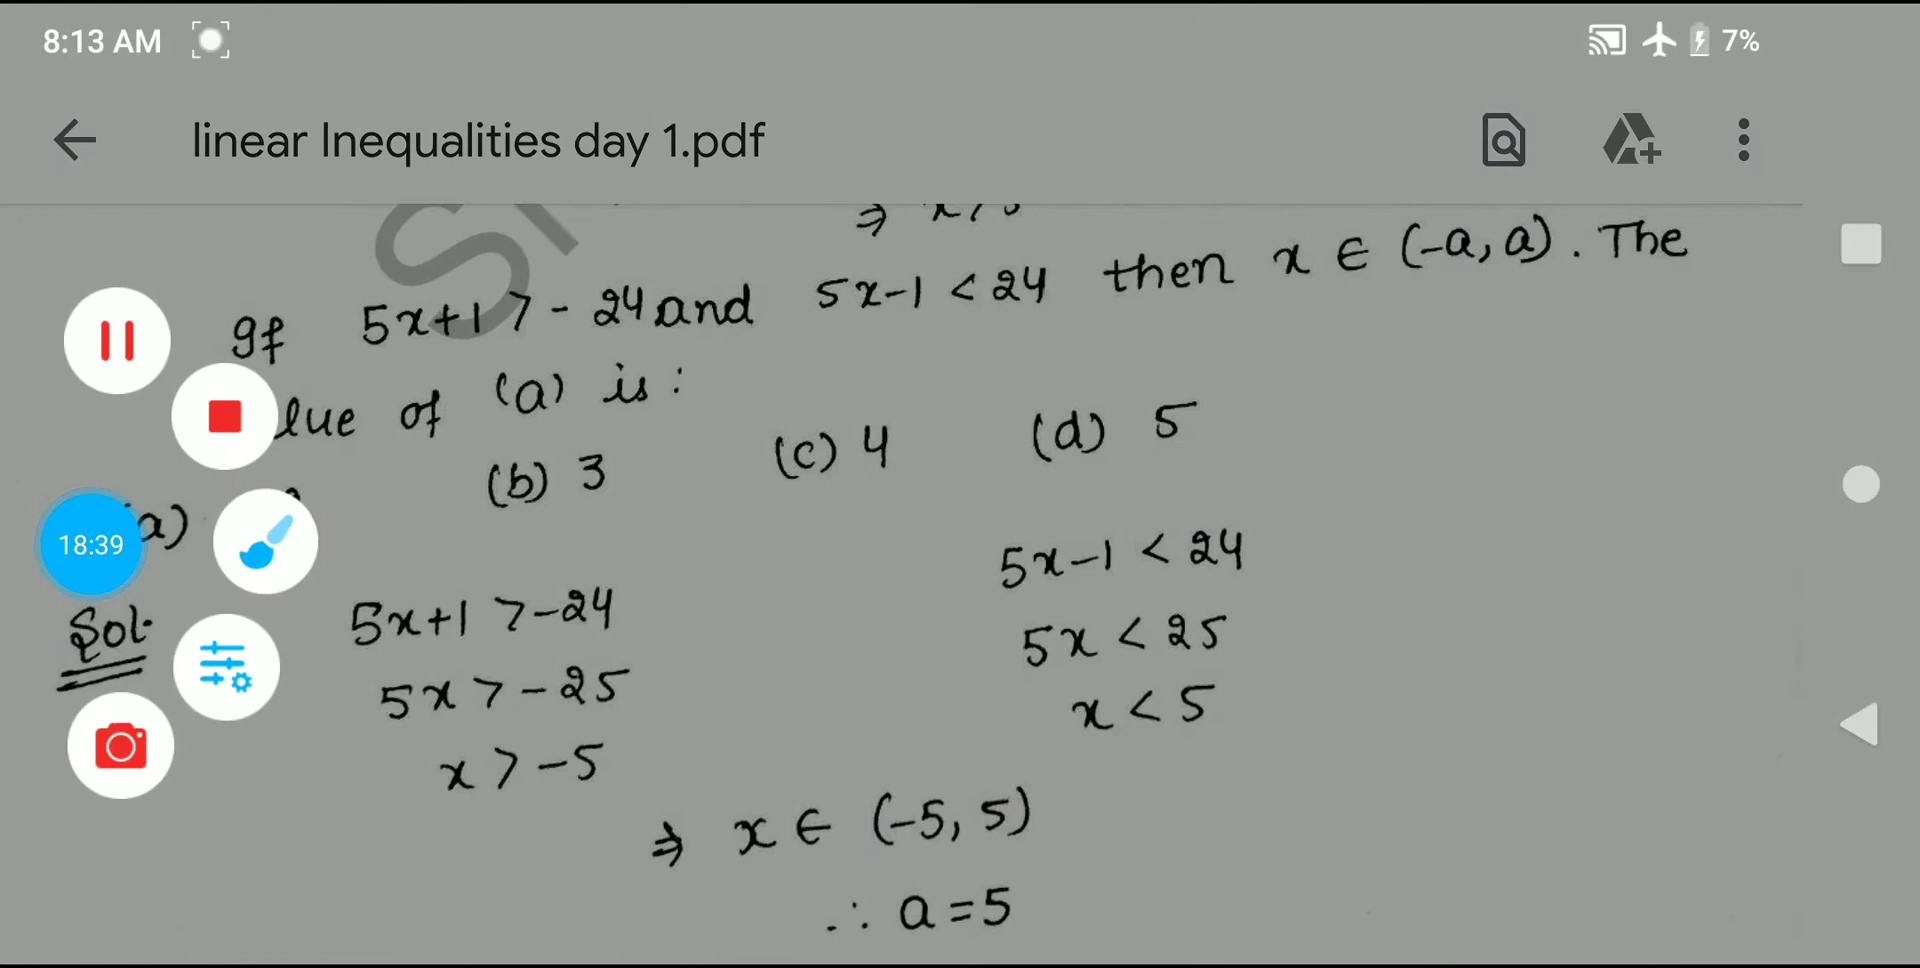 8:13 AM 7%
linear Inequalities day 1.pdf
If 5x+1 > -24 and 5x-1 < 24 then x ∈ (-a, a). The
lue of (a) is:
a) (b) 3 (c) 4 (d) 5
18:39
Sol.
5x+1 > -24 5x-1 < 24
5x > -25 5x < 25
x > -5 x < 5
⇒ x ∈ (-5, 5)
∴ a = 5